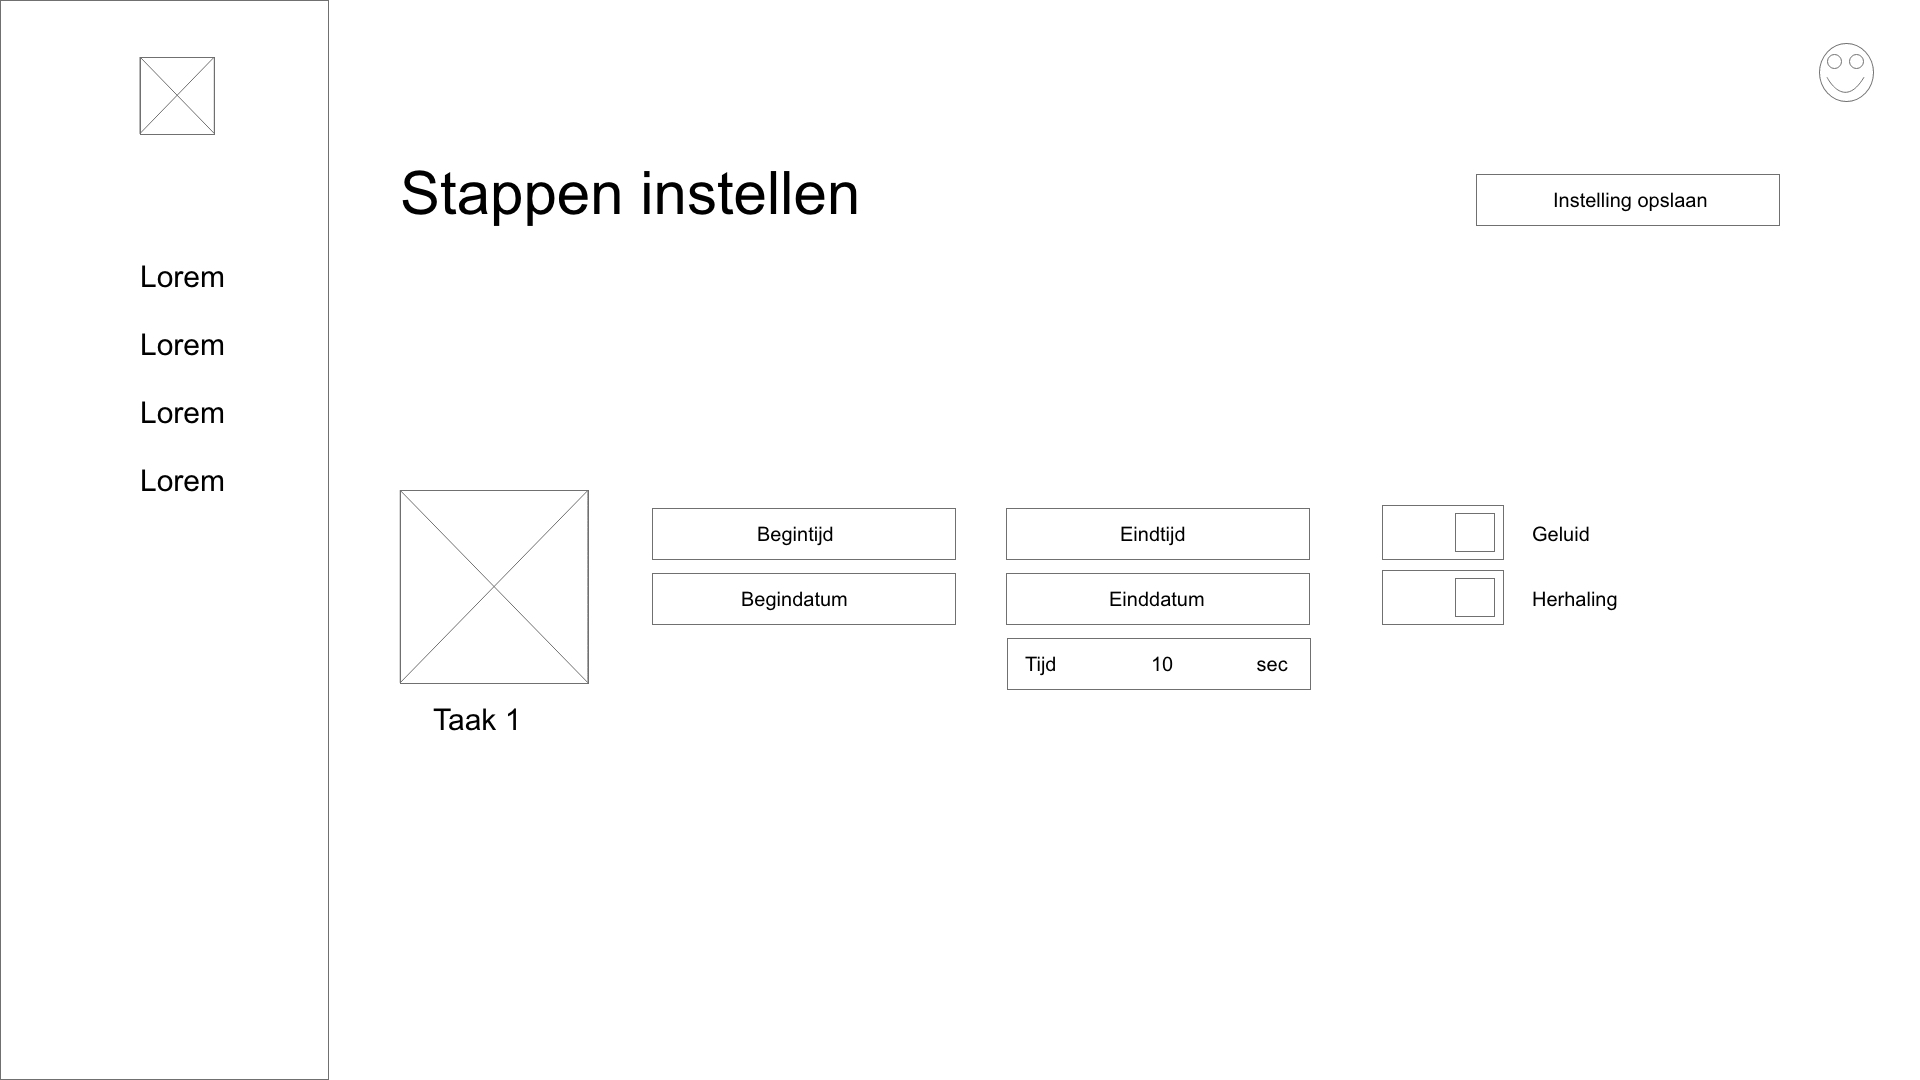 Stappen instellen
Instelling opslaan
Lorem
Lorem
Lorem
Lorem
Begintijd
Eindtijd
Geluid
Begindatum
Einddatum
Herhaling
Tijd 10 sec
Taak 1